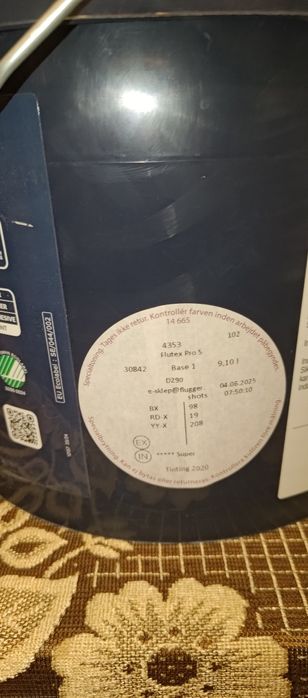 Specialtoning. Tages ikke retur. Kontrollér farven inden arbejdet påbegyndes.
14 665
4353
102
Flutex Pro 5
30842
Base 1
9,10 l
D290
e-sklep@flugger.
04.06.2025
07:50:10
shots
BX 98
RD-X 19
YY-X 208
EX
IN
***** Super
Tinting 2020
EU Ecolabel : SE/044/002